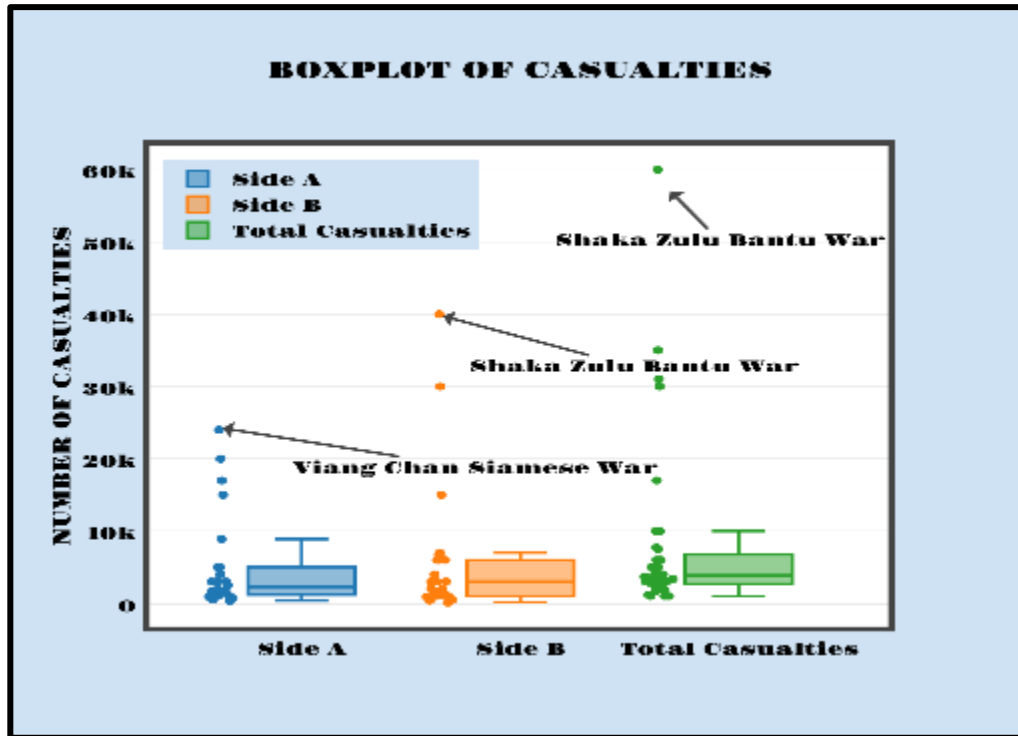 BOXPLOT OF CASUALTIES
Side A
Side B
Total Casualties
NUMBER OF CASUALTIES
60k
50k
40k
30k
20k
10k
0
Shaka Zulu Bantu War
Shaka Zulu Bantu War
Viang Chan Siamese War
Side A
Side B
Total Casualties